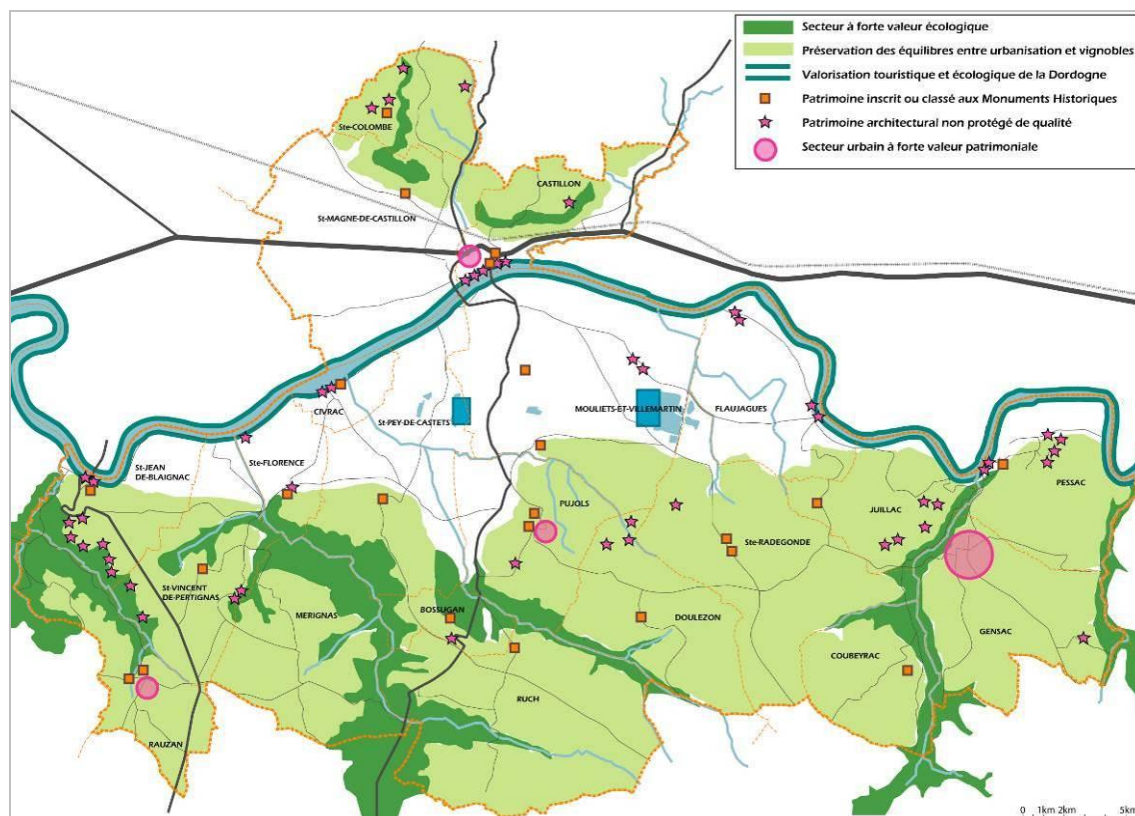 Secteur à forte valeur écologique
Préservation des équilibres entre urbanisation et vignobles
Valorisation touristique et écologique de la Dordogne
Patrimoine inscrit ou classé aux Monuments Historiques
Patrimoine architectural non protégé de qualité
Secteur urbain à forte valeur patrimoniale
Ste-COLOMBE
CASTILLON
St-MAGNE-DE-CASTILLON
CIVRAC
St-PEY-DE-CASTETS
MOULIETS-ET-VILLEMARTIN
FLAUJAGUES
St-JEAN
DE-BLAIGNAC
Ste-FLORENCE
PESSAC
PUJOLS
JUILLAC
Ste-RADEGONDE
St-VINCENT
DE-PERTIGNAS
MERIGNAS
BOSSUGAN
DOULEZON
GENSAC
COUBEYRAC
RUCH
RAUZAN
0 1km 2km 5km